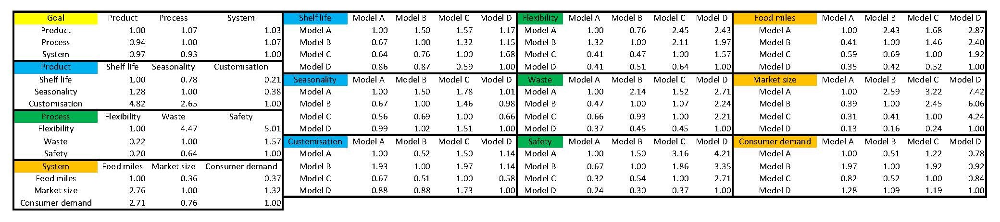 Goal Product Process System
Product 1.00 1.07 1.03
Process 0.94 1.00 1.07
System 0.97 0.93 1.00
Product Shelf life Seasonality Customisation
Shelf life 1.00 0.78 0.21
Seasonality 1.28 1.00 0.38
Customisation 4.82 2.65 1.00
Process Flexibility Waste Safety
Flexibility 1.00 4.47 5.01
Waste 0.22 1.00 1.57
Safety 0.20 0.64 1.00
System Food miles Market size Consumer demand
Food miles 1.00 0.36 0.37
Market size 2.76 1.00 1.32
Consumer demand 2.71 0.76 1.00
Shelf life Model A Model B Model C Model D
Model A 1.00 1.50 1.57 1.17
Model B 0.67 1.00 1.32 1.15
Model C 0.64 0.76 1.00 1.68
Model D 0.86 0.87 0.59 1.00
Seasonality Model A Model B Model C Model D
Model A 1.00 1.50 1.78 1.01
Model B 0.67 1.00 1.46 0.98
Model C 0.56 0.69 1.00 0.66
Model D 0.99 1.02 1.51 1.00
Customisation Model A Model B Model C Model D
Model A 1.00 0.52 1.50 1.14
Model B 1.93 1.00 1.97 1.14
Model C 0.67 0.51 1.00 0.58
Model D 0.88 0.88 1.73 1.00
Flexibility Model A Model B Model C Model D
Model A 1.00 0.76 2.45 2.43
Model B 1.32 1.00 2.11 1.97
Model C 0.41 0.47 1.00 1.57
Model D 0.41 0.51 0.64 1.00
Waste Model A Model B Model C Model D
Model A 1.00 2.14 1.52 2.71
Model B 0.47 1.00 1.07 2.24
Model C 0.66 0.93 1.00 2.21
Model D 0.37 0.45 0.45 1.00
Safety Model A Model B Model C Model D
Model A 1.00 1.50 3.16 4.21
Model B 0.67 1.00 1.86 3.35
Model C 0.32 0.54 1.00 2.71
Model D 0.24 0.30 0.37 1.00
Food miles Model A Model B Model C Model D
Model A 1.00 2.43 1.68 2.87
Model B 0.41 1.00 1.46 2.40
Model C 0.59 0.69 1.00 1.92
Model D 0.35 0.42 0.52 1.00
Market size Model A Model B Model C Model D
Model A 1.00 2.59 3.22 7.42
Model B 0.39 1.00 2.45 6.06
Model C 0.31 0.41 1.00 4.24
Model D 0.13 0.16 0.24 1.00
Consumer demand Model A Model B Model C Model D
Model A 1.00 0.51 1.22 0.78
Model B 1.97 1.00 1.92 0.92
Model C 0.82 0.52 1.00 0.84
Model D 1.28 1.09 1.19 1.00